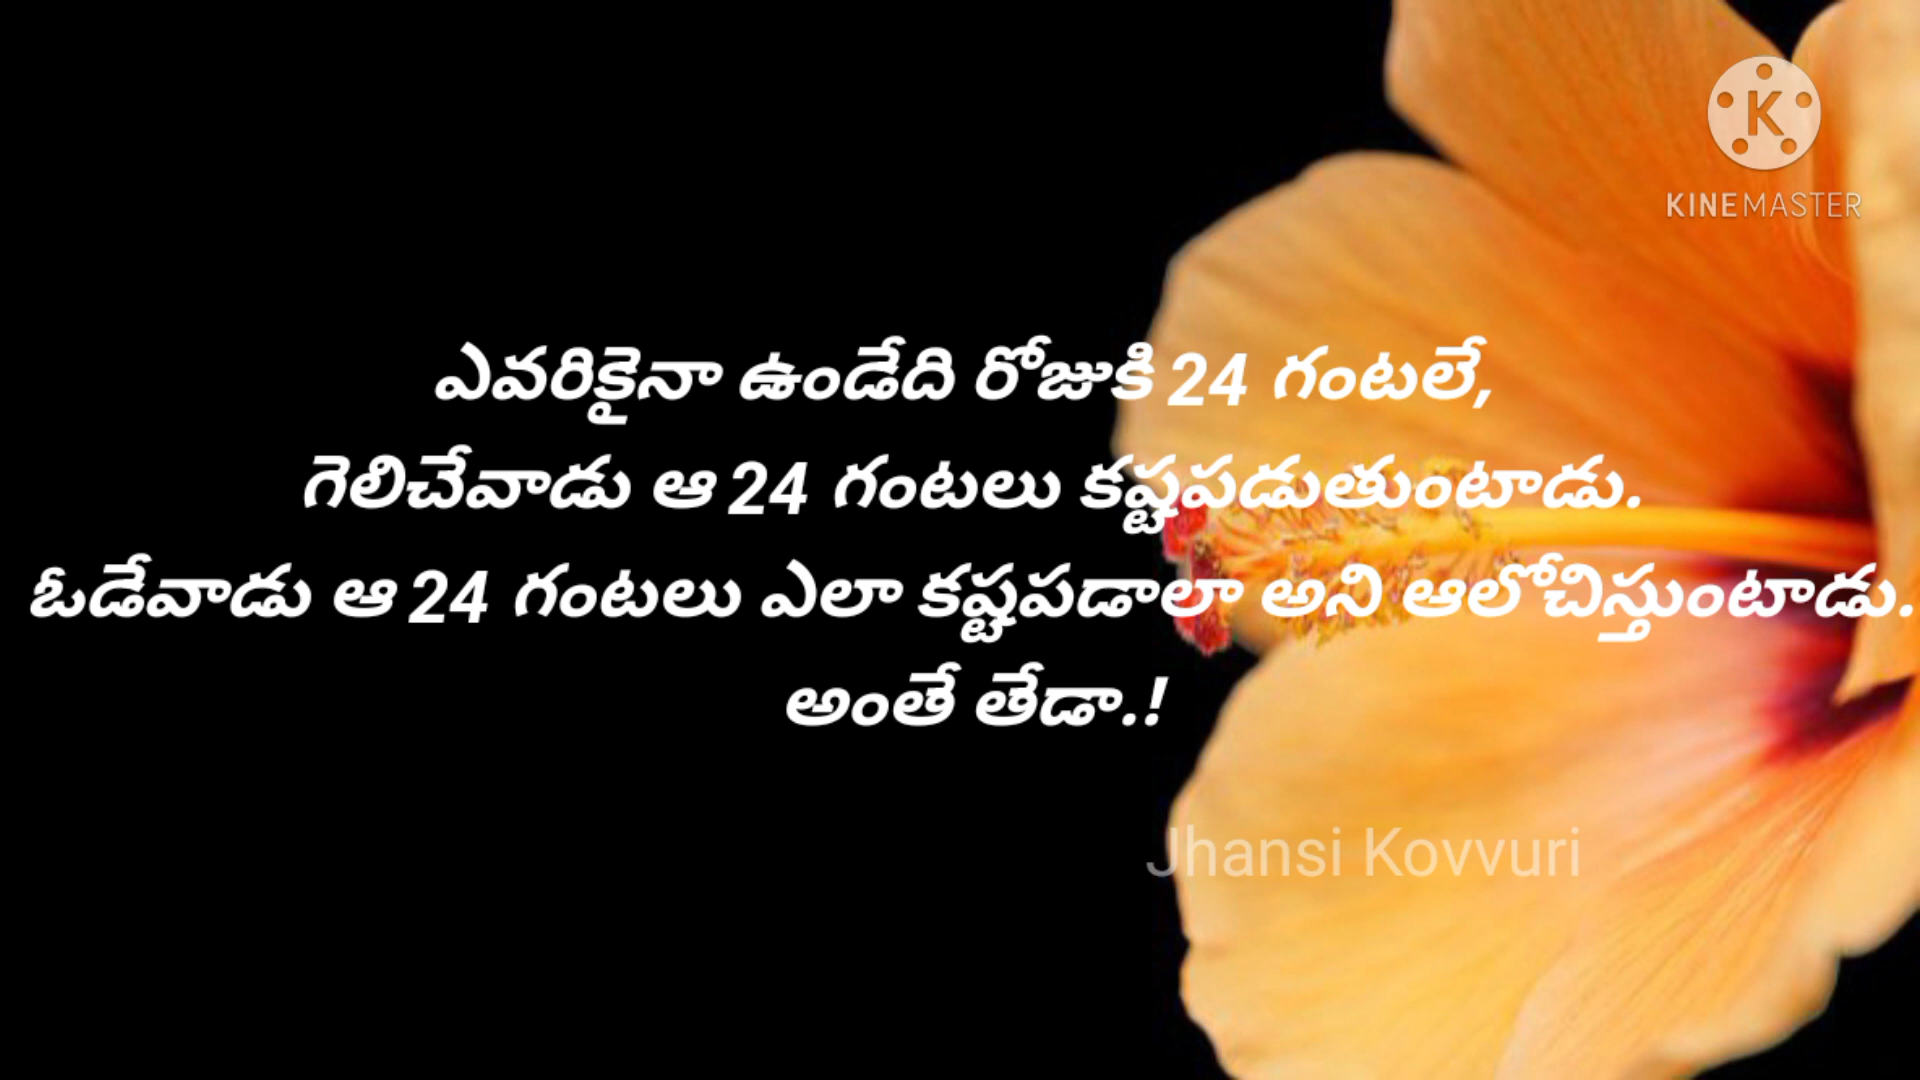 K
KINEMASTER
ఎవరికైనా ఉండేది రోజుకి 24 గంటలే,
గెలిచేవాడు ఆ 24 గంటలు కష్టపడుతుంటాడు.
ఓడేవాడు ఆ 24 గంటలు ఎలా కష్టపడాలా అని ఆలోచిస్తుంటాడు.
అంతే తేడా.!
Jhansi Kovvuri